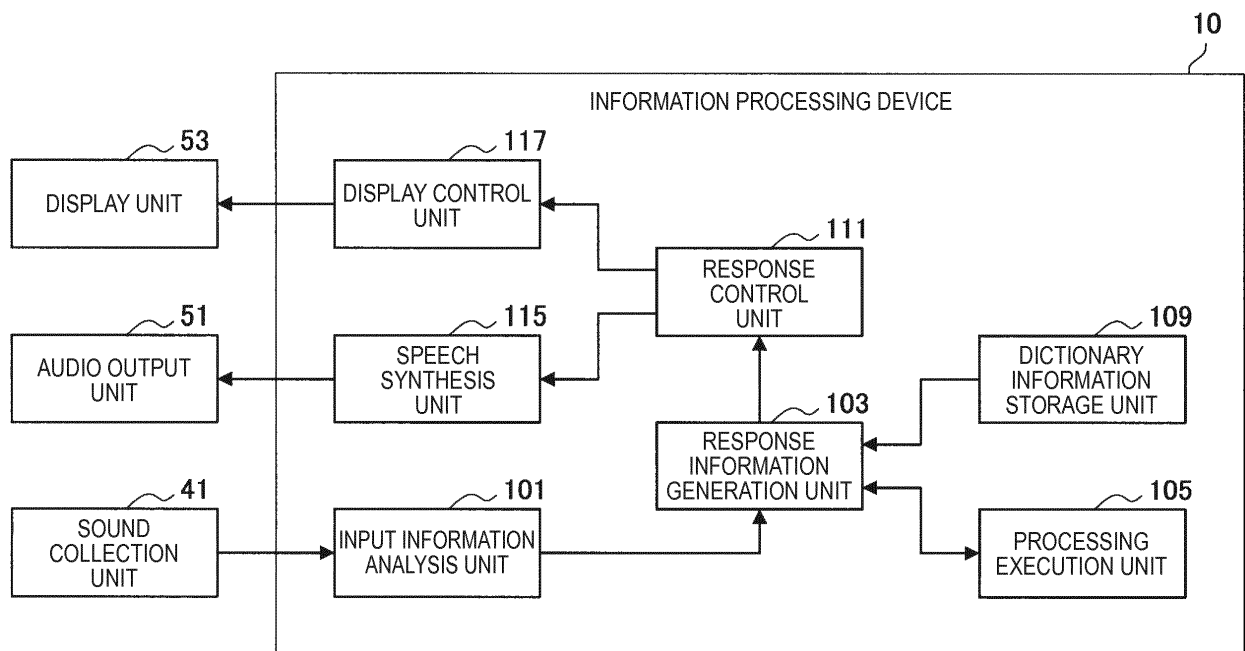 10
INFORMATION PROCESSING DEVICE
53
DISPLAY UNIT
117
DISPLAY CONTROL
UNIT
111
RESPONSE
CONTROL
UNIT
51
AUDIO OUTPUT
UNIT
115
SPEECH
SYNTHESIS
UNIT
109
DICTIONARY
INFORMATION
STORAGE UNIT
103
RESPONSE
INFORMATION
GENERATION UNIT
41
SOUND
COLLECTION
UNIT
101
INPUT INFORMATION
ANALYSIS UNIT
105
PROCESSING
EXECUTION UNIT